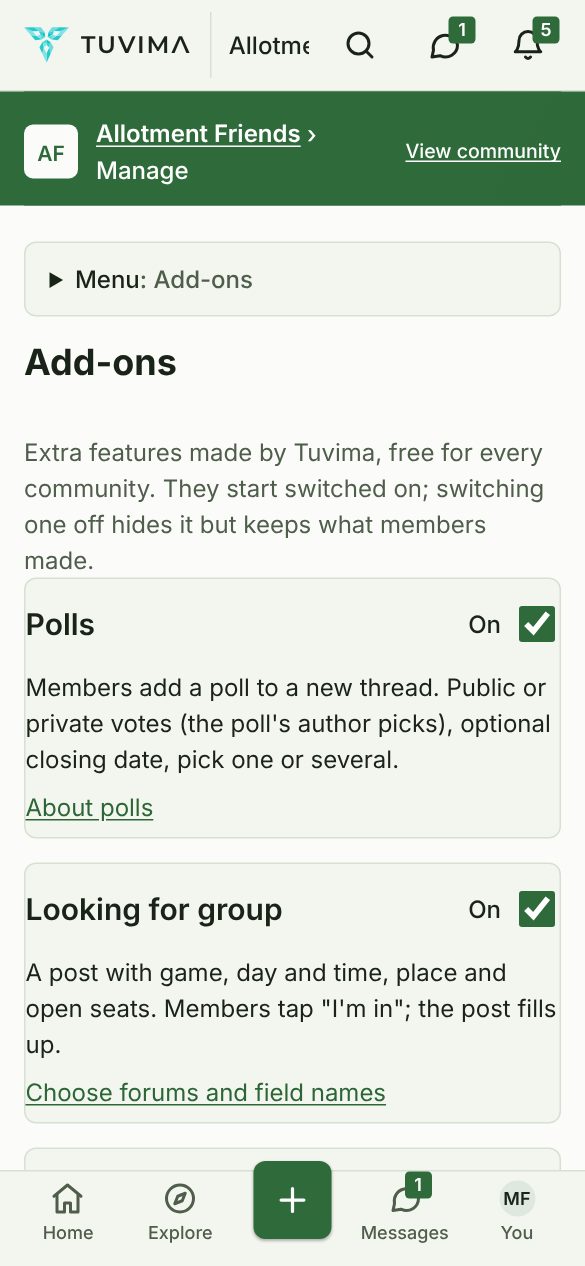 TUVIMA
1
5
AF
Allotment Friends ›
Manage
View community
▶ Menu: Add-ons
Add-ons
Extra features made by Tuvima, free for every
community. They start switched on; switching
one off hides it but keeps what members
made.
Polls
On
Members add a poll to a new thread. Public or
private votes (the poll's author picks), optional
closing date, pick one or several.
About polls
Looking for group
On
A post with game, day and time, place and
open seats. Members tap "I'm in"; the post fills
up.
Choose forums and field names
1
MF
Home
Explore
Messages
You